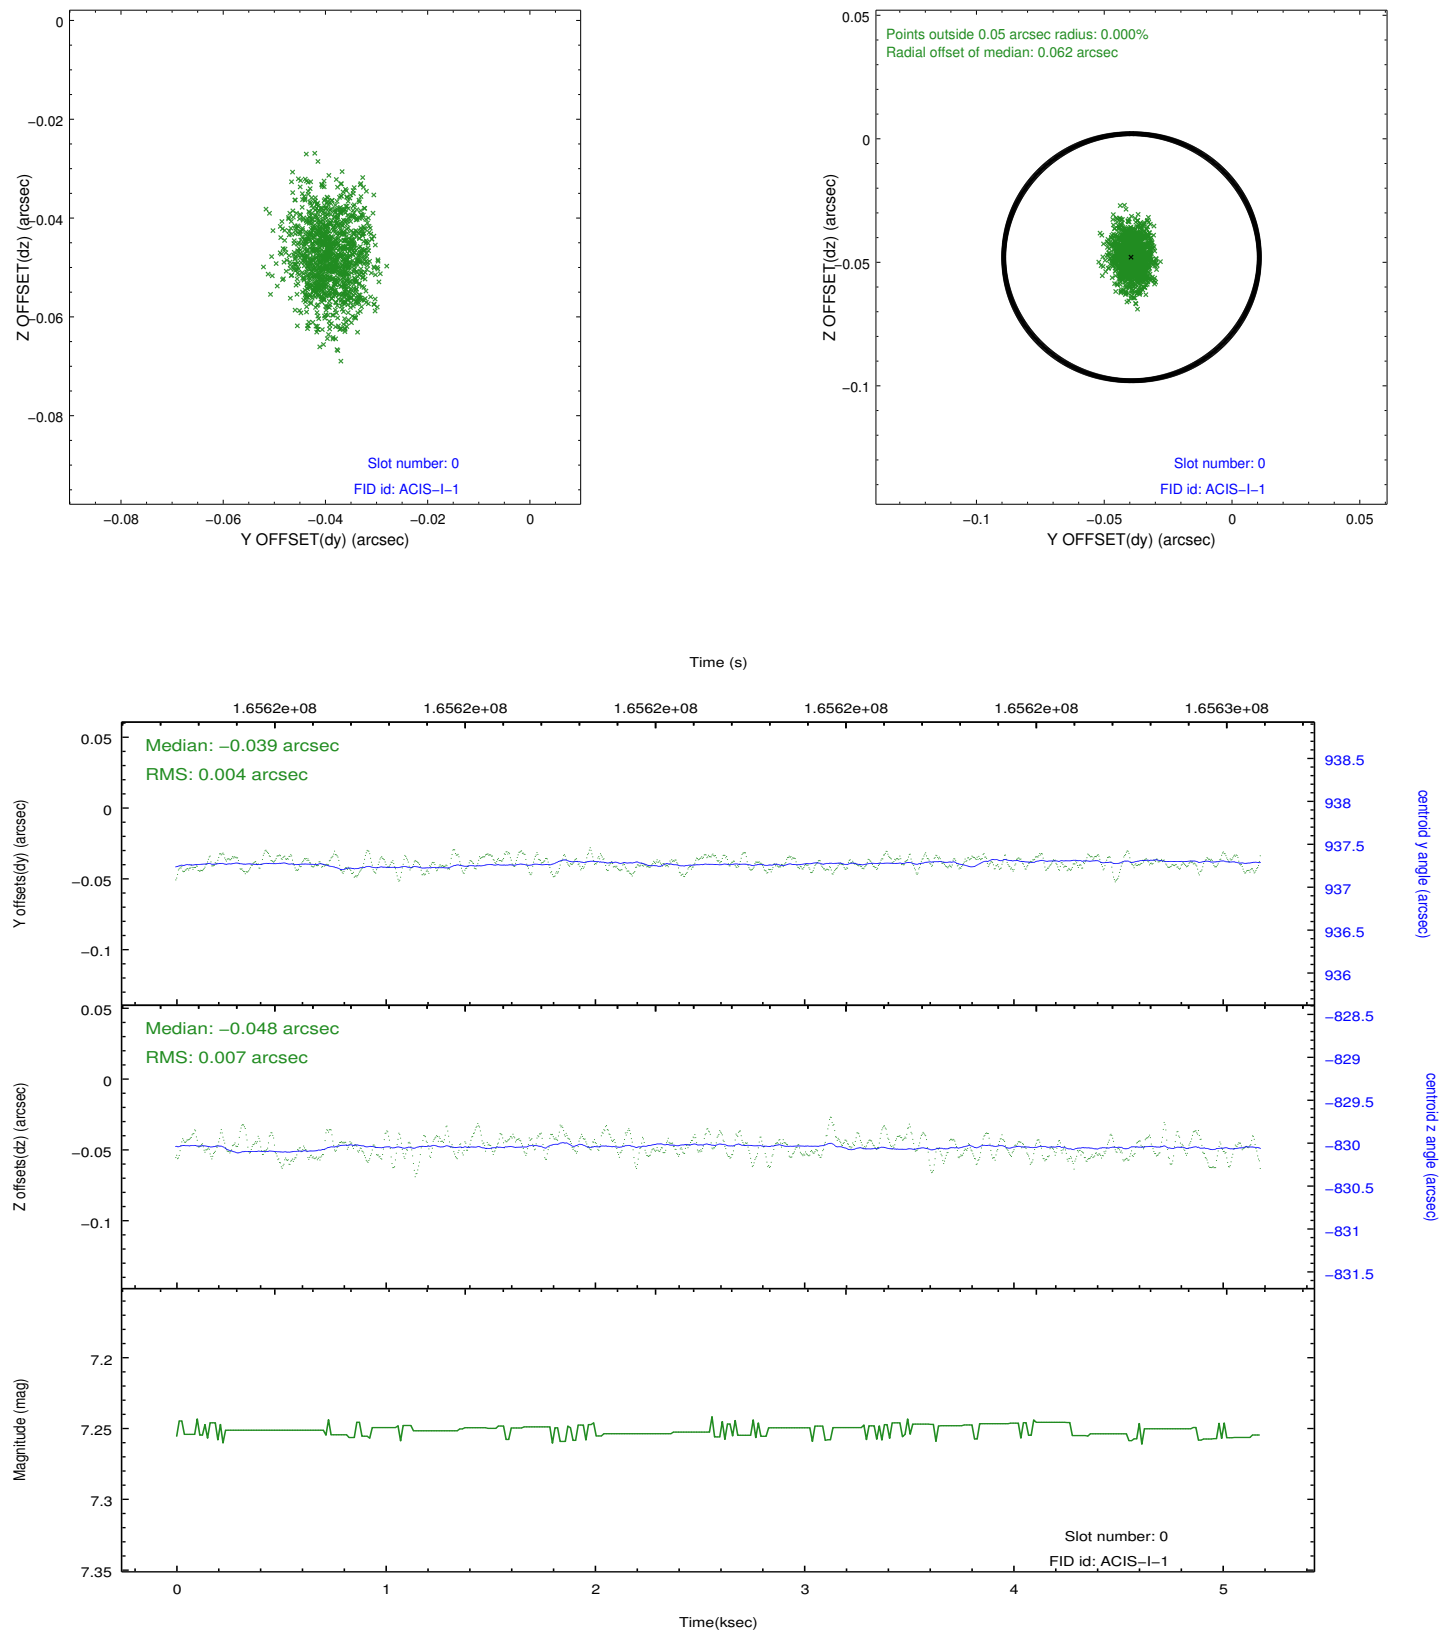 0
−0.02
−0.04
−0.06
−0.08
Z OFFSET(dz) (arcsec)
Slot number: 0
FID id: ACIS−I−1
−0.08 −0.06 −0.04 −0.02 0
Y OFFSET(dy) (arcsec)
0.05
Points outside 0.05 arcsec radius: 0.000%
Radial offset of median: 0.062 arcsec
0
−0.05
−0.1
Z OFFSET(dz) (arcsec)
Slot number: 0
FID id: ACIS−I−1
−0.1 −0.05 0 0.05
Y OFFSET(dy) (arcsec)
Time (s)
1.6562e+08 1.6562e+08 1.6562e+08 1.6562e+08 1.6562e+08 1.6563e+08
Median: −0.039 arcsec
RMS: 0.004 arcsec
0.05
0
−0.05
−0.1
Y offsets(dy) (arcsec)
938.5
938
937.5
937
936.5
936
centroid y angle (arcsec)
Median: −0.048 arcsec
RMS: 0.007 arcsec
0.05
0
−0.05
−0.1
Z offsets(dz) (arcsec)
−828.5
−829
−829.5
−830
−830.5
−831
−831.5
centroid z angle (arcsec)
7.2
7.25
7.3
7.35
Magnitude (mag)
Slot number: 0
FID id: ACIS−I−1
0 1 2 3 4 5
Time(ksec)